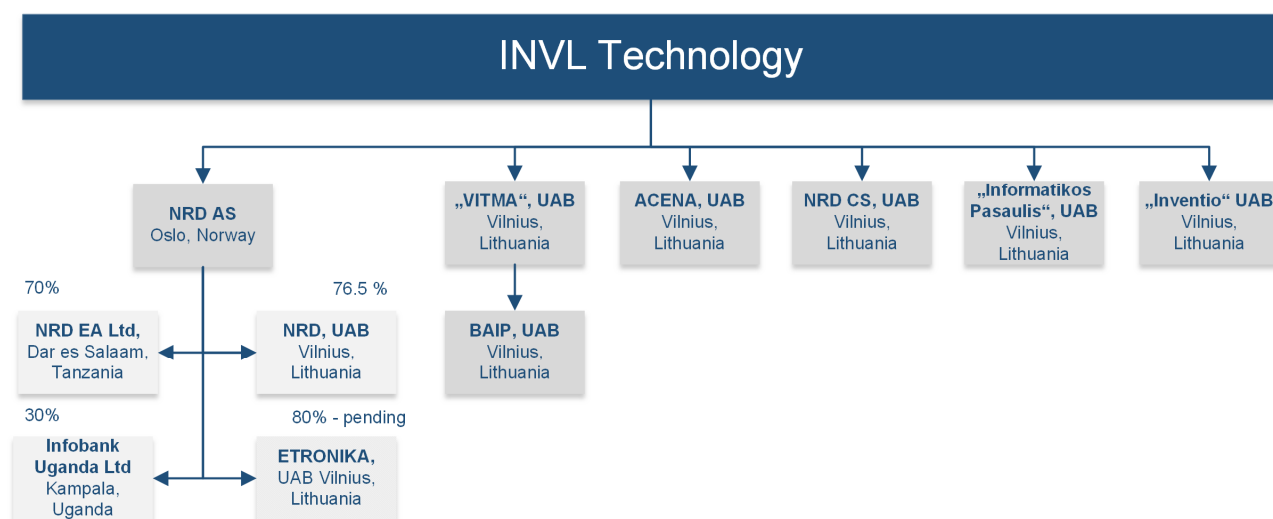 INVL Technology
NRD AS
Oslo, Norway
„VITMA“, UAB
Vilnius,
Lithuania
ACENA, UAB
Vilnius,
Lithuania
NRD CS, UAB
Vilnius,
Lithuania
„Informatikos
Pasaulis“, UAB
Vilnius,
Lithuania
„Inventio“ UAB
Vilnius,
Lithuania
70%
76.5 %
NRD EA Ltd,
Dar es Salaam,
Tanzania
NRD, UAB
Vilnius,
Lithuania
BAIP, UAB
Vilnius,
Lithuania
30%
80% - pending
Infobank
Uganda Ltd
Kampala,
Uganda
ETRONIKA,
UAB Vilnius,
Lithuania